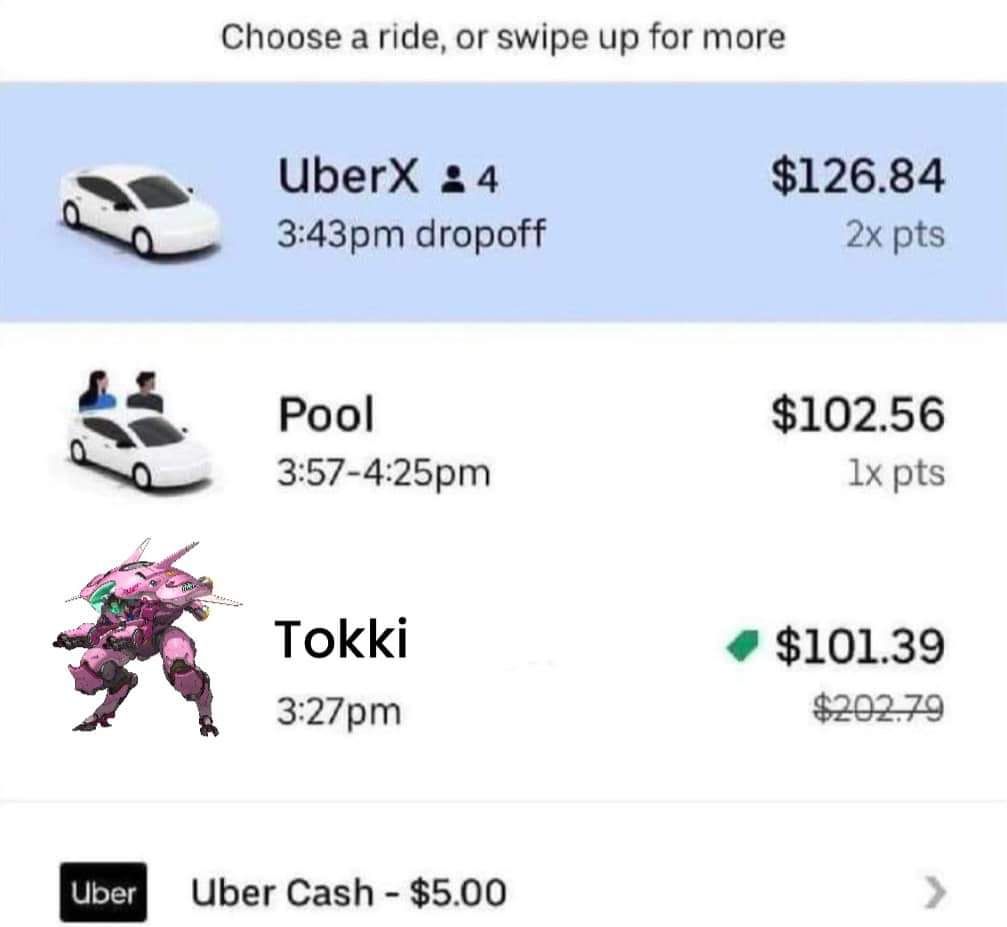 Choose a ride, or swipe up for more
UberX 4 $126.84
3:43pm dropoff 2x pts
Pool $102.56
3:57-4:25pm 1x pts
Tokki $101.39
3:27pm $202.79
Uber Uber Cash - $5.00